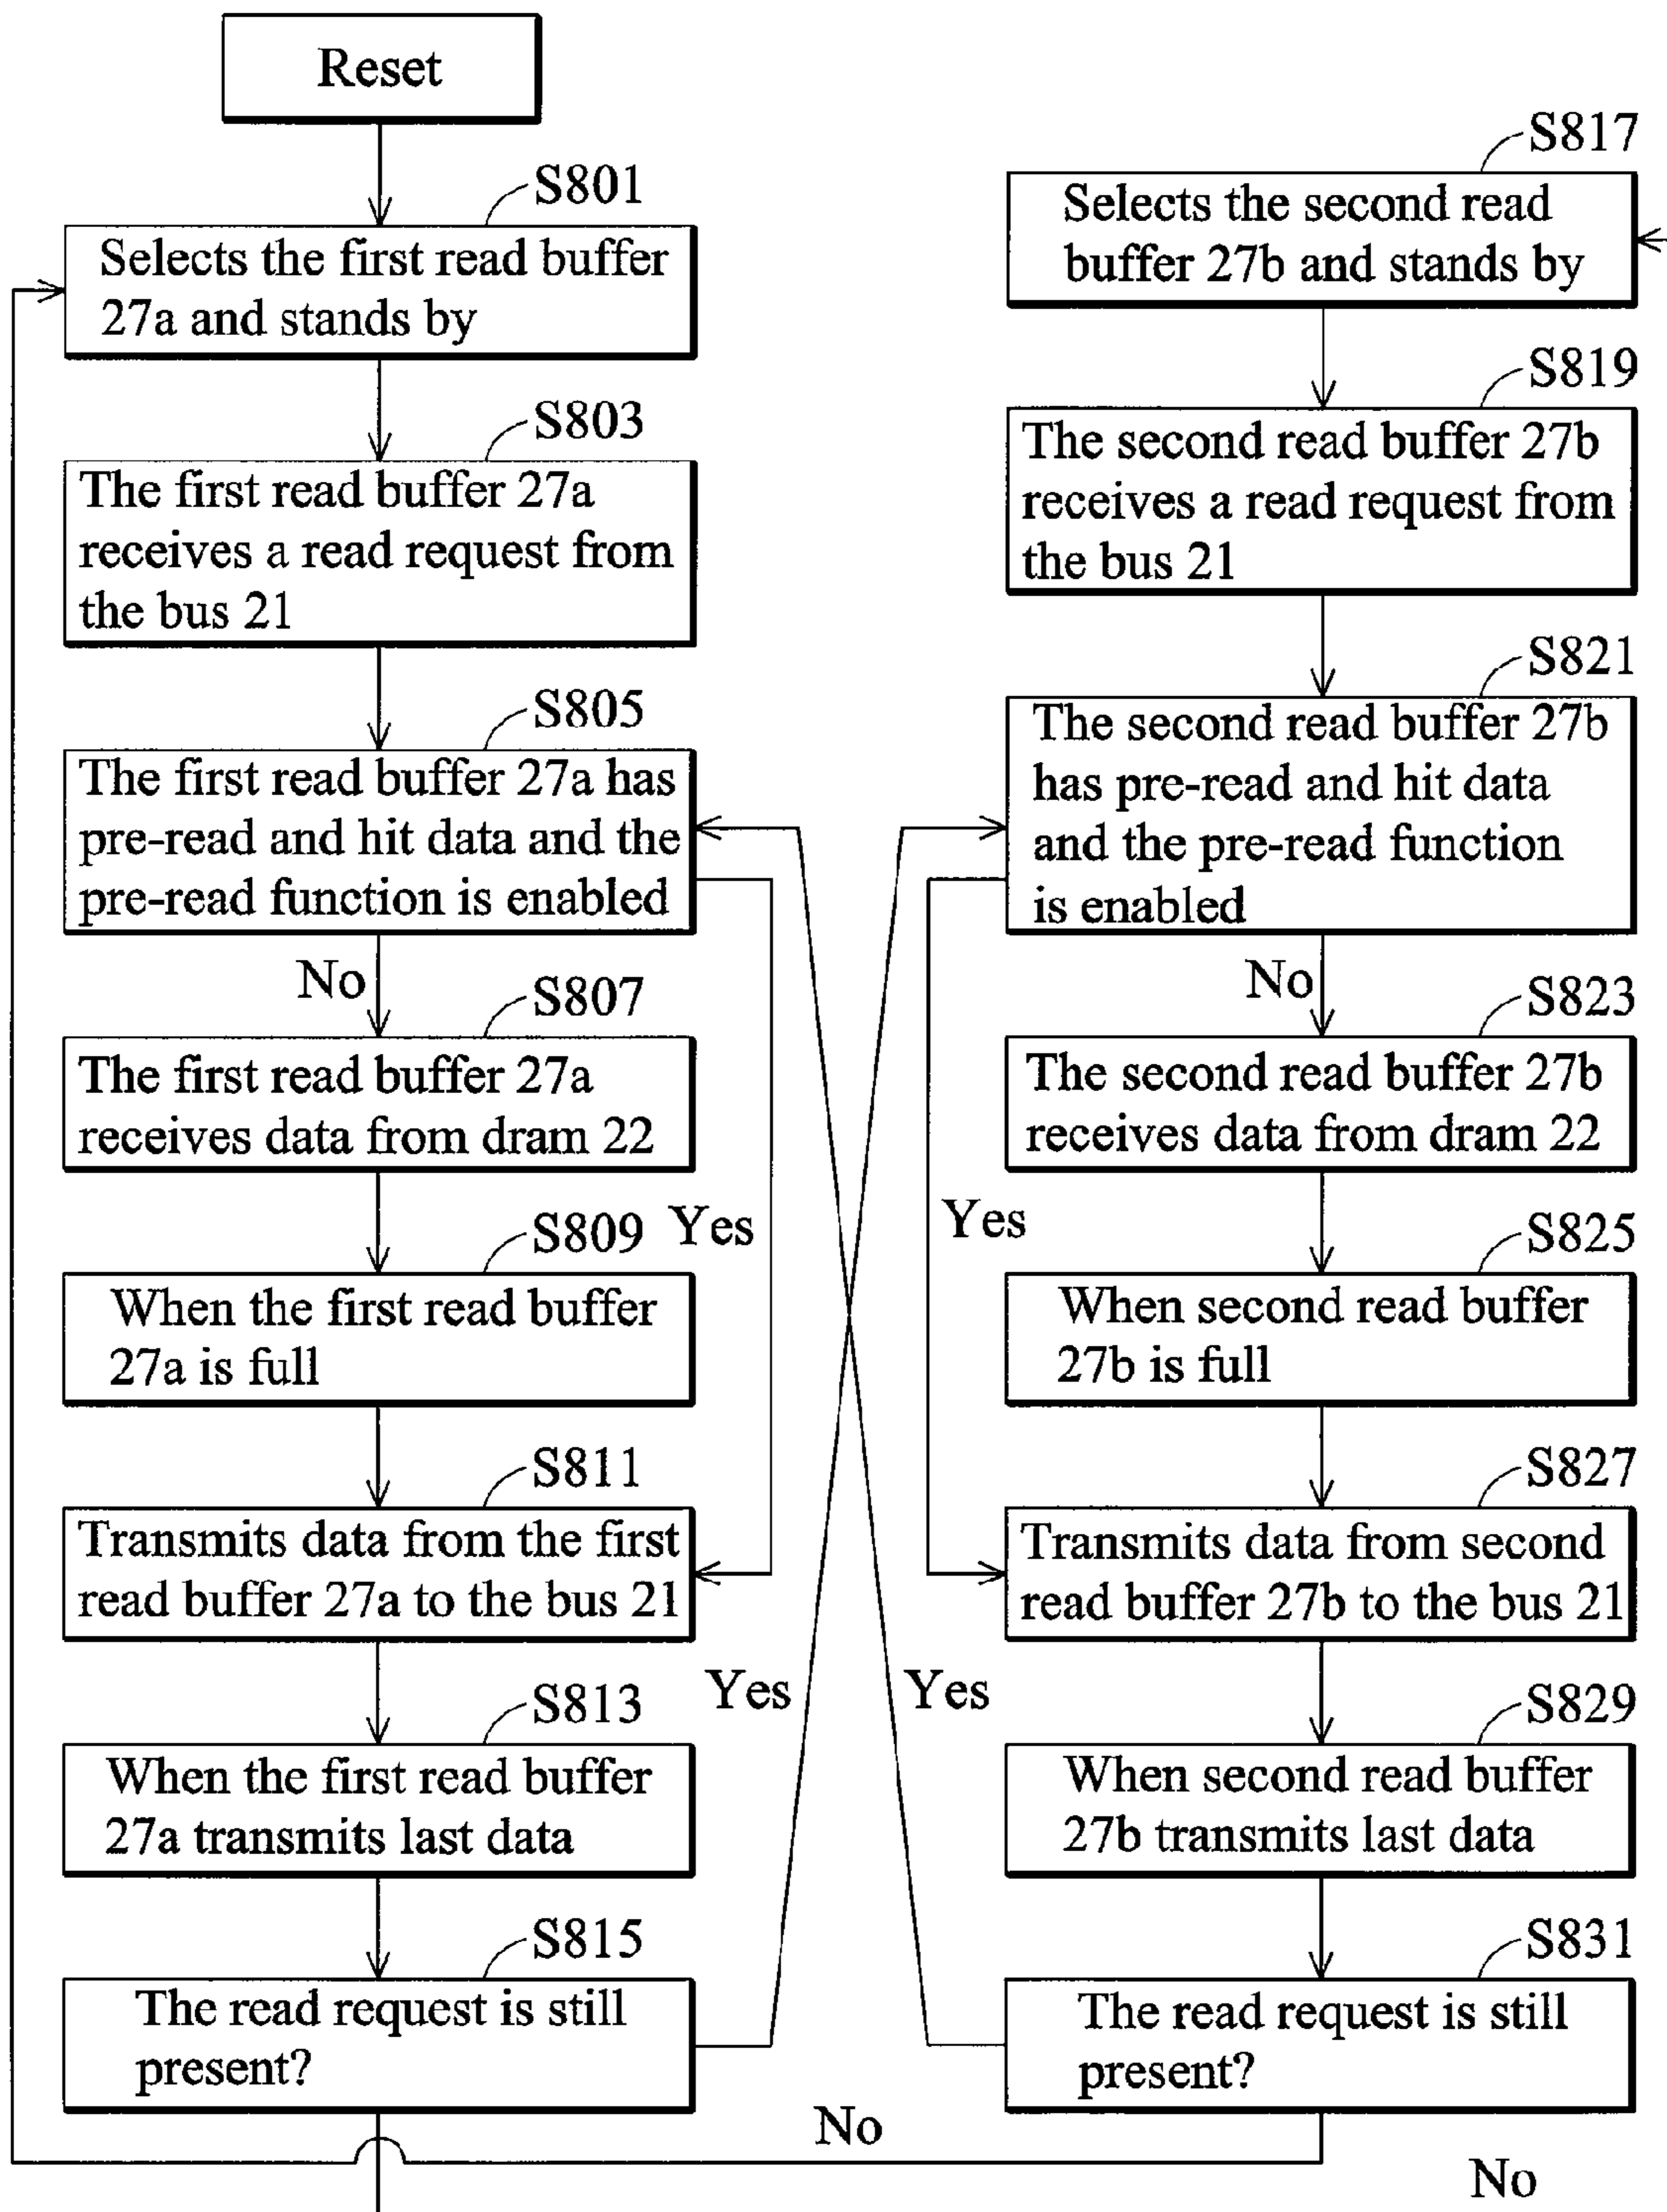 Reset
S801
Selects the first read buffer
27a and stands by
S803
The first read buffer 27a
receives a read request from
the bus 21
S805
The first read buffer 27a has
pre-read and hit data and the
pre-read function is enabled
No
S807
The first read buffer 27a
receives data from dram 22
Yes
S809
When the first read buffer
27a is full
S811
Transmits data from the first
read buffer 27a to the bus 21
Yes
S813
When the first read buffer
27a transmits last data
S815
The read request is still
present?
S817
Selects the second read
buffer 27b and stands by
S819
The second read buffer 27b
receives a read request from
the bus 21
S821
The second read buffer 27b
has pre-read and hit data
and the pre-read function
is enabled
No
S823
The second read buffer 27b
receives data from dram 22
Yes
S825
When second read buffer
27b is full
S827
Transmits data from second
read buffer 27b to the bus 21
Yes
S829
When second read buffer
27b transmits last data
S831
The read request is still
present?
No
No